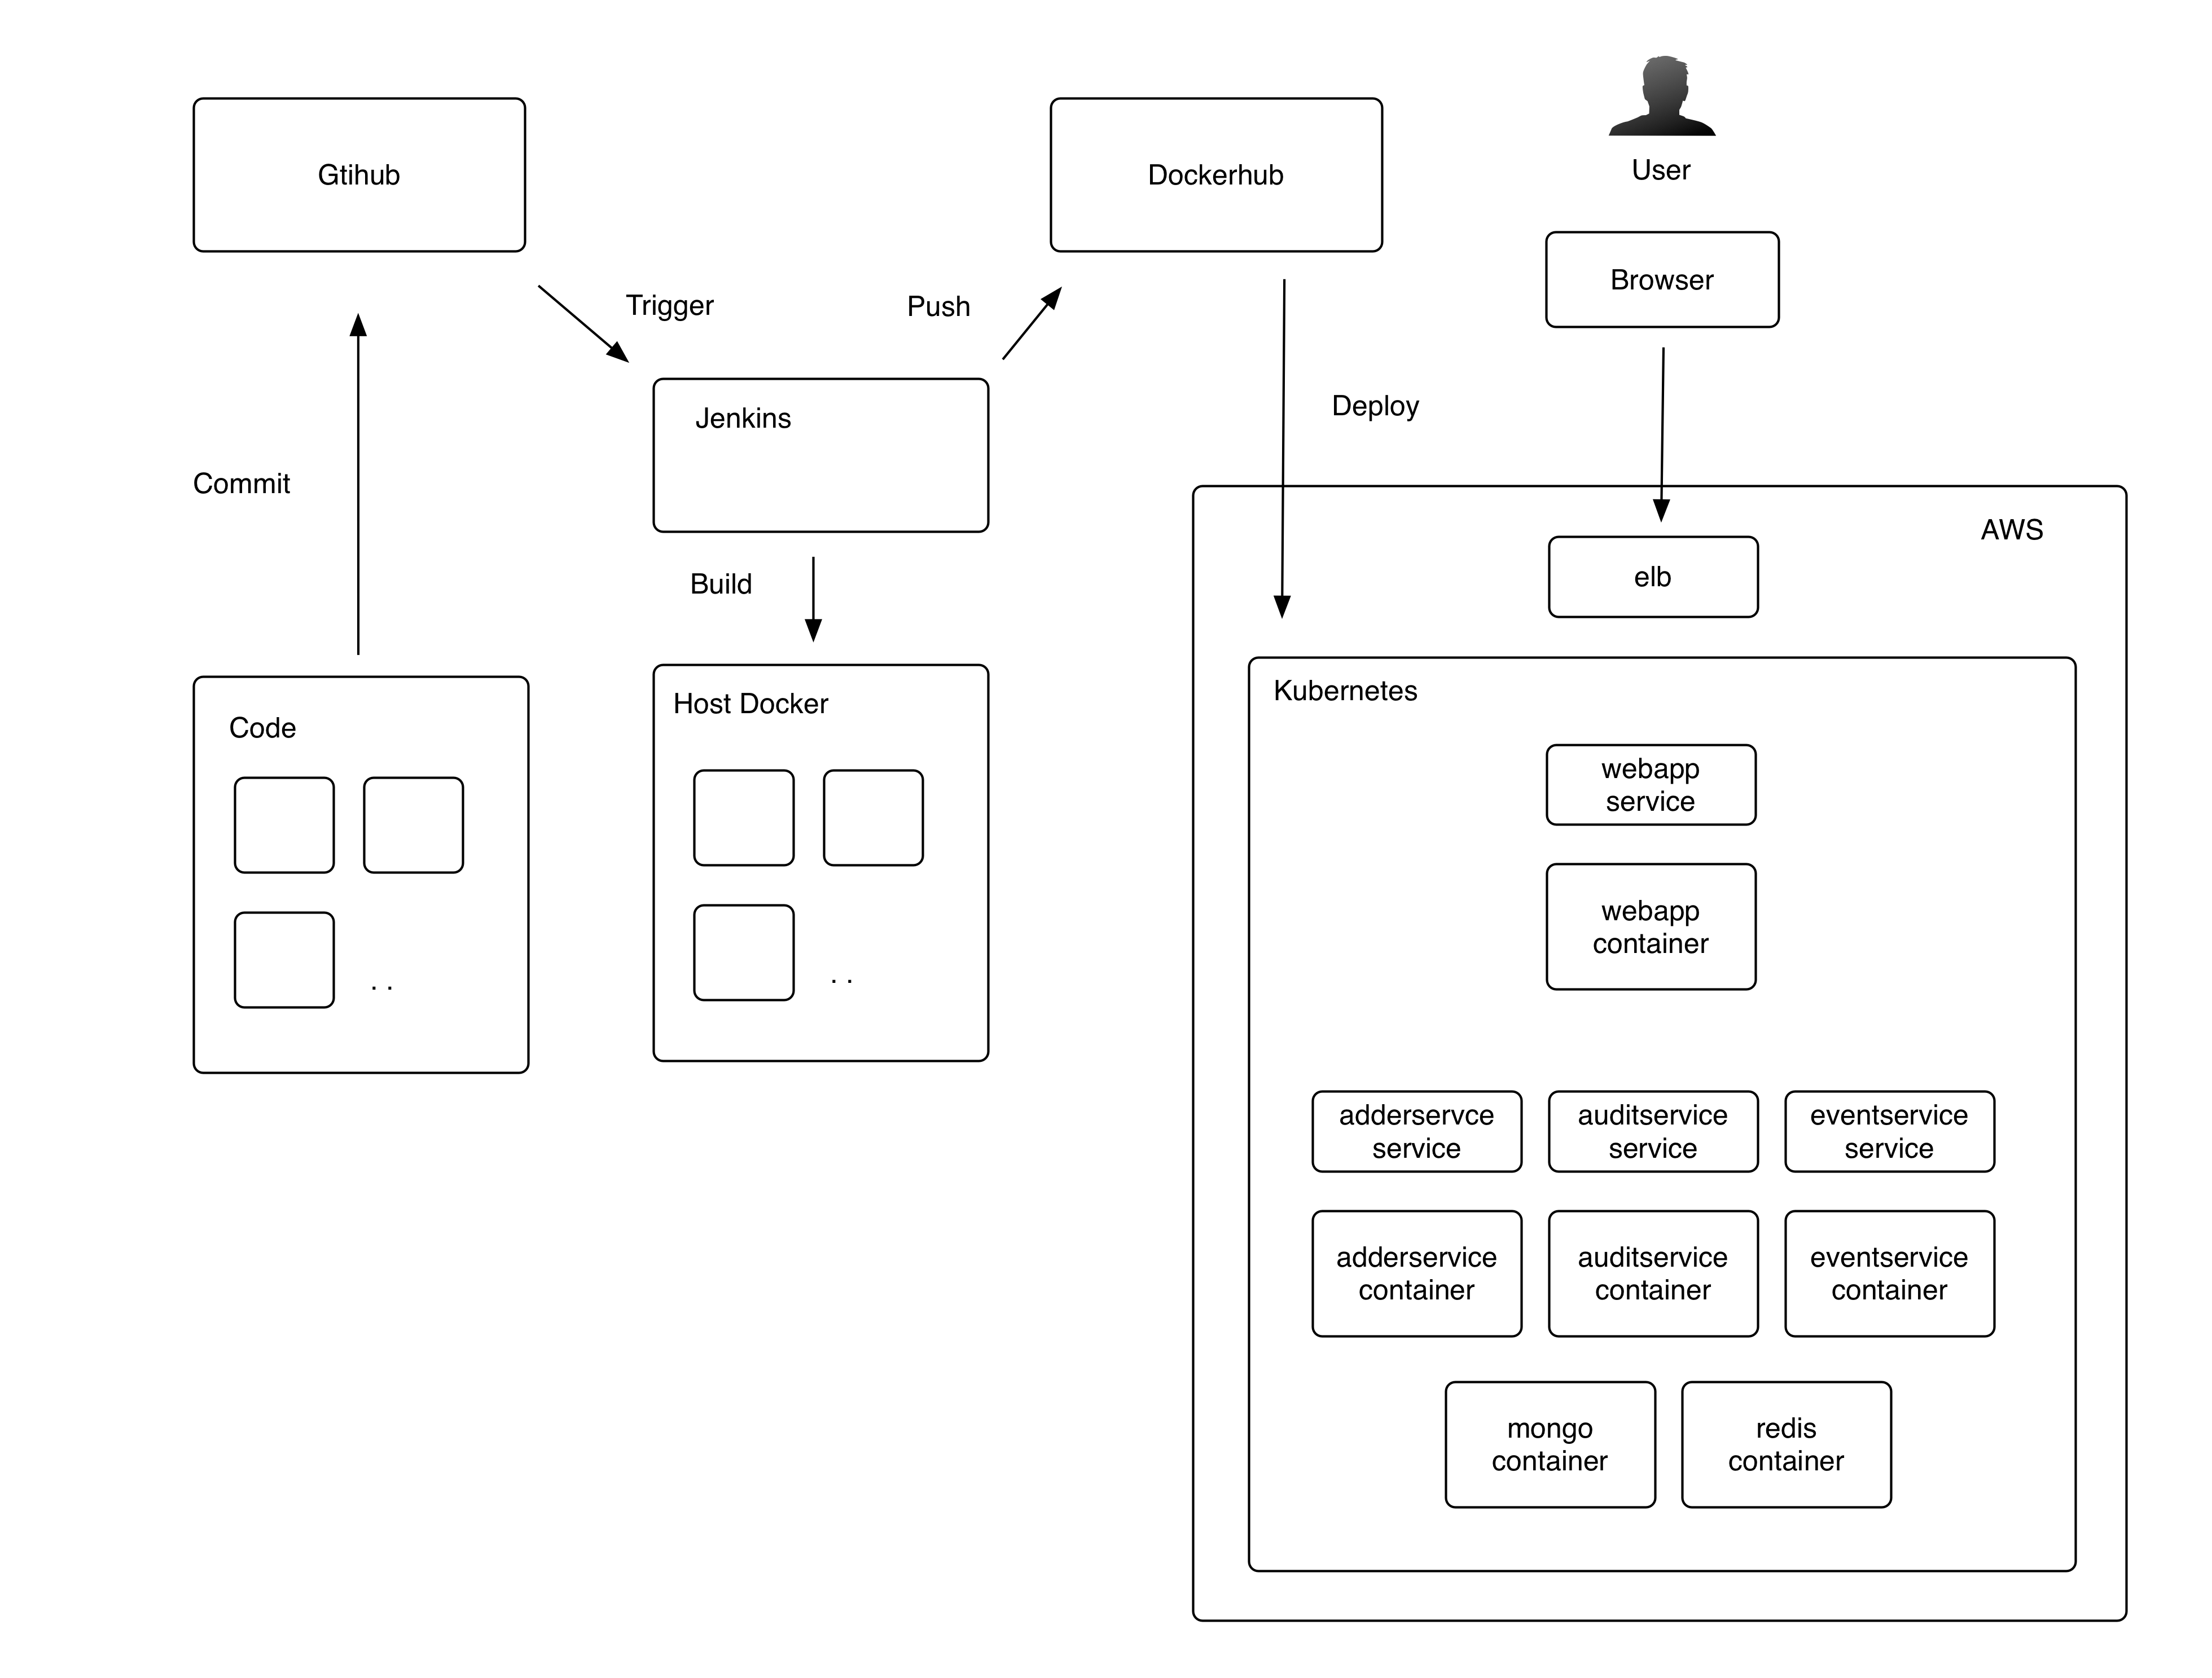 Gtihub
Dockerhub
User
Browser
Trigger
Push
Jenkins
Deploy
Commit
AWS
elb
Build
Kubernetes
Host Docker
Code
webapp
service
webapp
container
. .
. .
adderservce
service
auditservice
service
eventservice
service
adderservice
container
auditservice
container
eventservice
container
mongo
container
redis
container